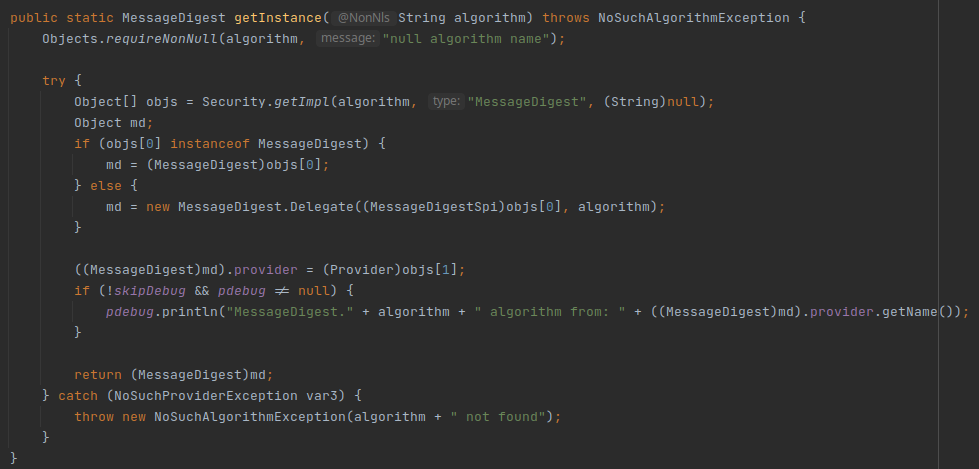 public static MessageDigest getInstance( @NonNls String algorithm) throws NoSuchAlgorithmException {
    Objects.requireNonNull(algorithm, message: "null algorithm name");

    try {
        Object[] objs = Security.getImpl(algorithm, type: "MessageDigest", (String)null);
        Object md;
        if (objs[0] instanceof MessageDigest) {
            md = (MessageDigest)objs[0];
        } else {
            md = new MessageDigest.Delegate((MessageDigestSpi)objs[0], algorithm);
        }

        ((MessageDigest)md).provider = (Provider)objs[1];
        if (!skipDebug && pdebug ≠ null) {
            pdebug.println("MessageDigest." + algorithm + " algorithm from: " + ((MessageDigest)md).provider.getName());
        }

        return (MessageDigest)md;
    } catch (NoSuchProviderException var3) {
        throw new NoSuchAlgorithmException(algorithm + " not found");
    }
}